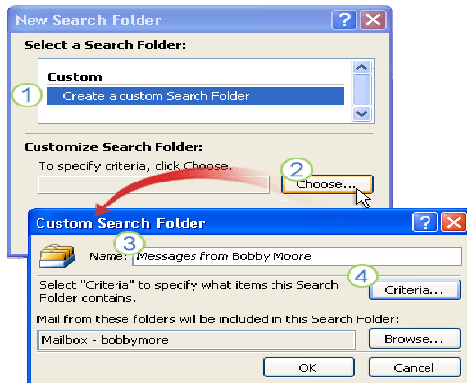 New Search Folder
Select a Search Folder:
Custom
1
Create a custom Search Folder
Customize Search Folder:
To specify criteria, click Choose.
2
Choose...
Custom Search Folder
3
Name: Messages from Bobby Moore
4
Select "Criteria" to specify what items this Search
Folder contains.
Criteria...
Mail from these folders will be included in this Search Folder:
Mailbox - bobbymore
Browse...
OK
Cancel